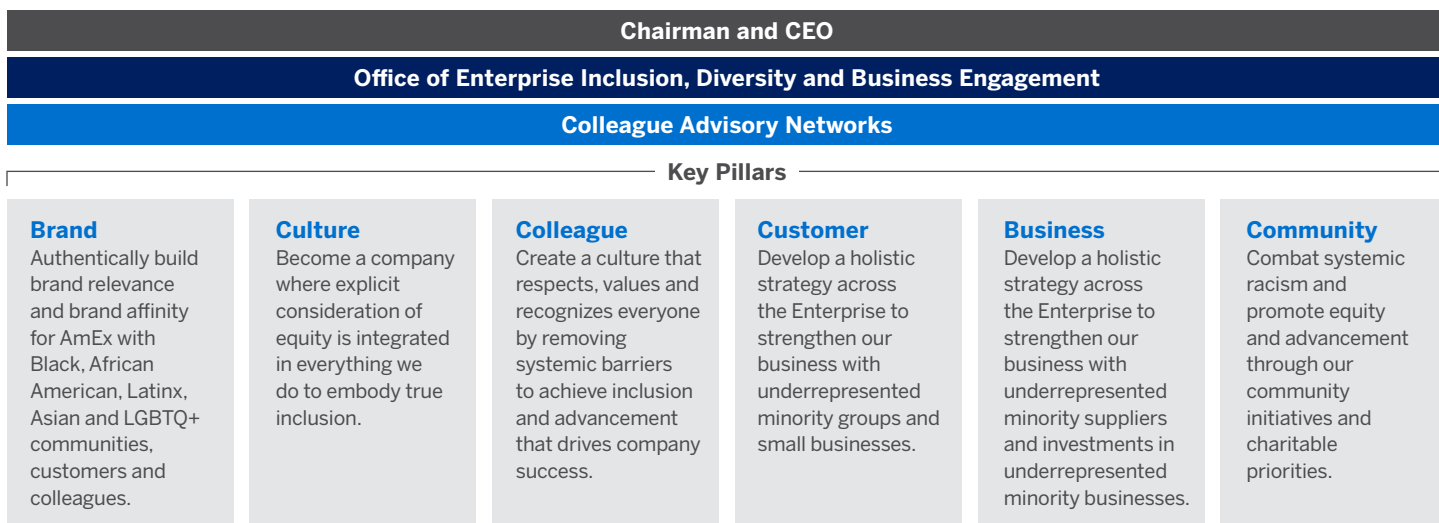 Chairman and CEO
Office of Enterprise Inclusion, Diversity and Business Engagement
Colleague Advisory Networks
Key Pillars
Brand
Authentically build
brand relevance
and brand affinity
for AmEx with
Black, African
American, Latinx,
Asian and LGBTQ+
communities,
customers and
colleagues.
Culture
Become a company
where explicit
consideration of
equity is integrated
in everything we
do to embody true
inclusion.
Colleague
Create a culture that
respects, values and
recognizes everyone
by removing
systemic barriers
to achieve inclusion
and advancement
that drives company
success.
Customer
Develop a holistic
strategy across
the Enterprise to
strengthen our
business with
underrepresented
minority groups and
small businesses.
Business
Develop a holistic
strategy across
the Enterprise to
strengthen our
business with
underrepresented
minority suppliers
and investments in
underrepresented
minority businesses.
Community
Combat systemic
racism and
promote equity
and advancement
through our
community
initiatives and
charitable
priorities.